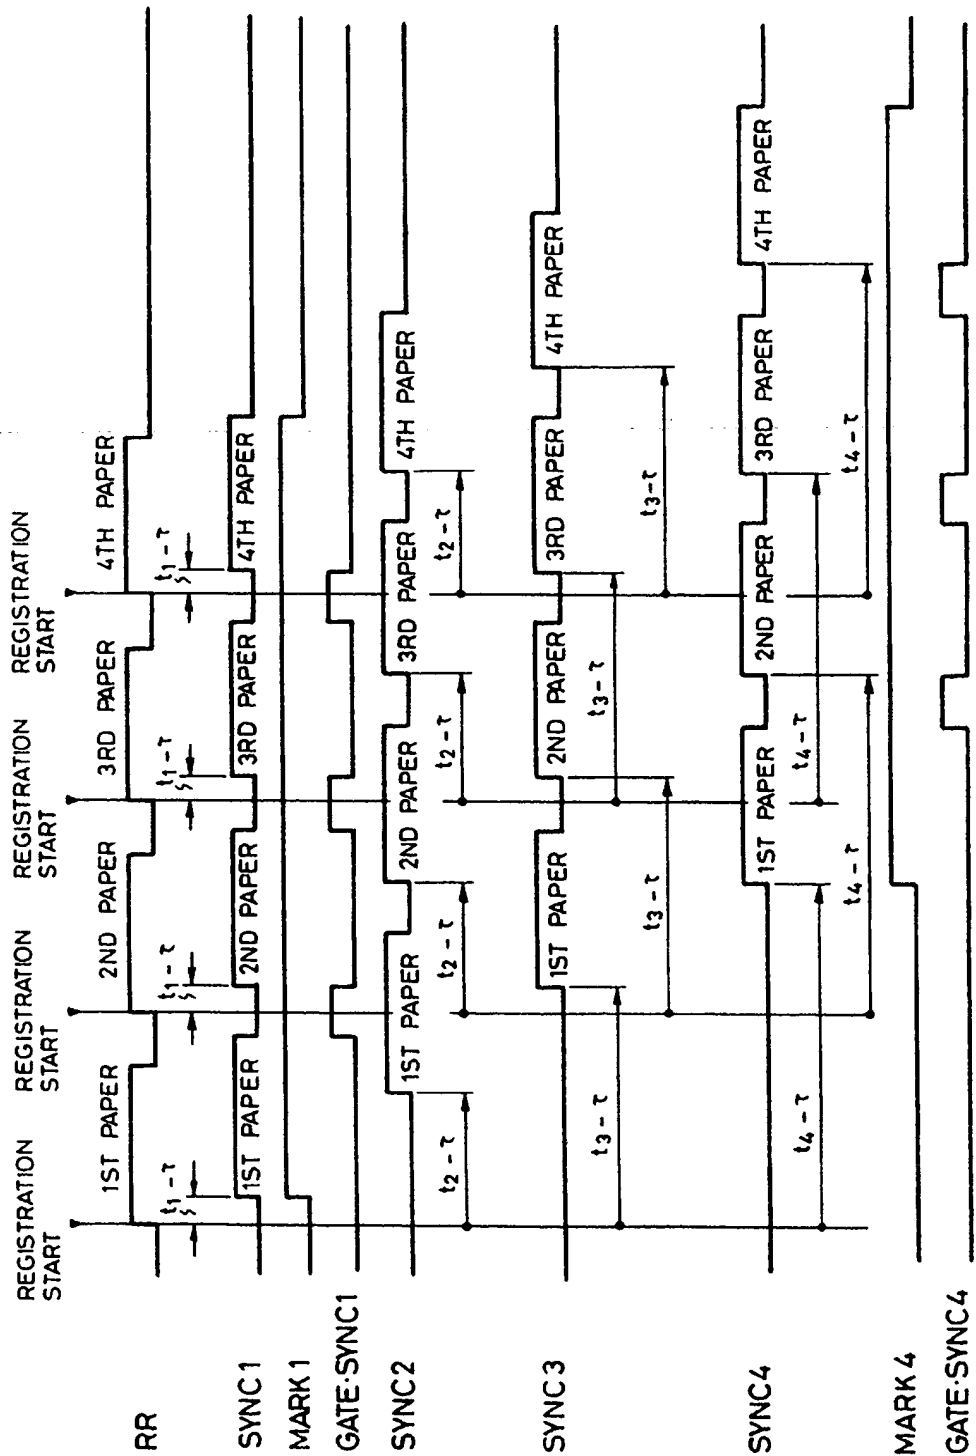 REGISTRATION START
REGISTRATION START
REGISTRATION START
REGISTRATION START
RR
1ST PAPER
2ND PAPER
3RD PAPER
4TH PAPER
t1-τ
t1-τ
t1-τ
t1-τ
SYNC1
1ST PAPER
2ND PAPER
3RD PAPER
4TH PAPER
MARK1
GATE·SYNC1
SYNC2
1ST PAPER
2ND PAPER
3RD PAPER
4TH PAPER
t2-τ
t2-τ
t2-τ
t2-τ
SYNC3
1ST PAPER
2ND PAPER
3RD PAPER
4TH PAPER
t3-τ
t3-τ
t3-τ
t3-τ
SYNC4
1ST PAPER
2ND PAPER
3RD PAPER
4TH PAPER
t4-τ
t4-τ
t4-τ
t4-τ
MARK4
GATE·SYNC4